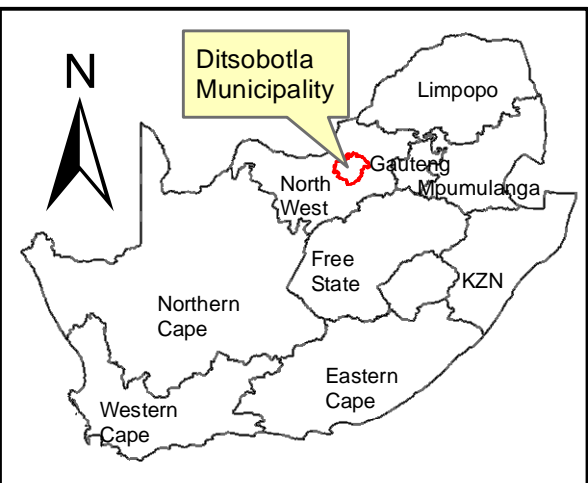 Ditsobotla
Municipality
N
Limpopo
Gauteng
Mpumulanga
North
West
Free
State
KZN
Northern
Cape
Eastern
Cape
Western
Cape